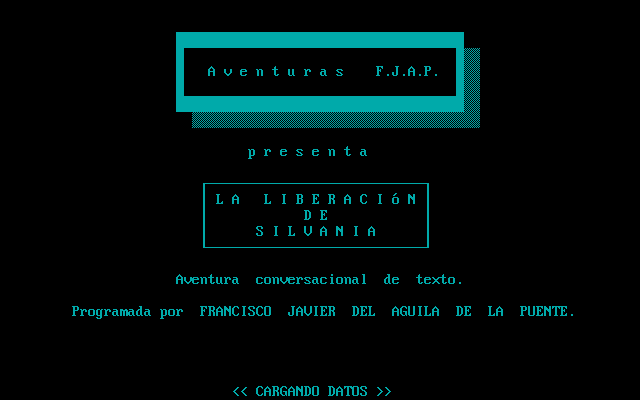 Aventuras F.J.A.P.
presenta
LA LIBERACIóN
DE
SILVANIA
Aventura conversacional de texto.
Programada por FRANCISCO JAVIER DEL AGUILA DE LA PUENTE.
<< CARGANDO DATOS >>